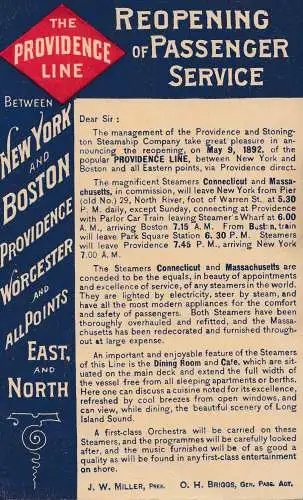 THE
PROVIDENCE
LINE
REOPENING
OF PASSENGER
SERVICE
BETWEEN
NEW YORK
AND
BOSTON
PROVIDENCE
WORCESTER
AND
ALL POINTS
EAST,
AND
NORTH
Dear Sir:
The management of the Providence and Stoning-
ton Steamship Company take great pleasure in an-
nouncing the reopening, on May 9, 1892, of
the popular PROVIDENCE LINE, between New York
and Boston and all Eastern points, via Providence direct.
The magnificent Steamers Connecticut and Massa-
chusetts, in commission, will leave New York from Pier
(old No.) 29, North River, foot of Warren St., at 5.30
P. M. daily, except Sunday, connecting at Providence
with Parlor Car Train leaving Steamer's Wharf at 6.00
A. M., arriving Boston 7.15 A. M. From Boston, train
will leave Park Square Station 6.30 P. M. Steamers
will leave Providence 7.45 P. M. arriving New York
7.00 A. M.
The Steamers Connecticut and Massachusetts are
conceded to be the equals, in beauty of appointments
and excellence of service, of any steamers in the world.
They are lighted by electricity, steer by steam, and
have all the most modern appliances for the comfort
and safety of passengers. Both Steamers have been
thoroughly overhauled and refitted, and the Massa-
chusetts has been redecorated and furnished through-
out at large expense.
An important and enjoyable feature of the Steamers
of this Line is the Dining Room and Cafe, which are sit-
uated on the main deck and extend the full width of
the vessel free from all sleeping apartments or berths.
Here one can discuss a cuisine noted for its excellence,
refreshed by cool breezes from open windows, and
can view, while dining, the beautiful scenery of Long
Island Sound.
A first-class Orchestra will be carried on these
Steamers, and the programmes will be carefully looked
after, and the music furnished will be of as good a
quality as will be found in any first-class entertainment
on shore.
J. W. MILLER, PRES. O. H. BRIGGS, GEN. PASS. AGT.